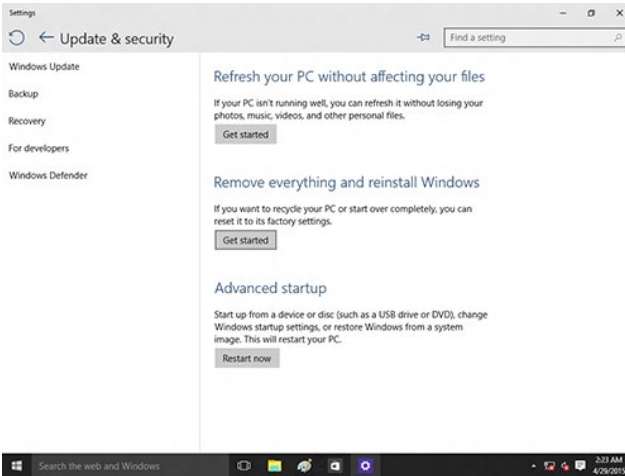 Settings
Update & security
Find a setting
Windows Update
Backup
Recovery
For developers
Windows Defender
Refresh your PC without affecting your files
If your PC isn't running well, you can refresh it without losing your
photos, music, videos, and other personal files.
Get started
Remove everything and reinstall Windows
If you want to recycle your PC or start over completely, you can
reset it to its factory settings.
Get started
Advanced startup
Start up from a device or disc (such as a USB drive or DVD), change
Windows startup settings, or restore Windows from a system
image. This will restart your PC.
Restart now
Search the web and Windows
2:23 AM
4/29/2015